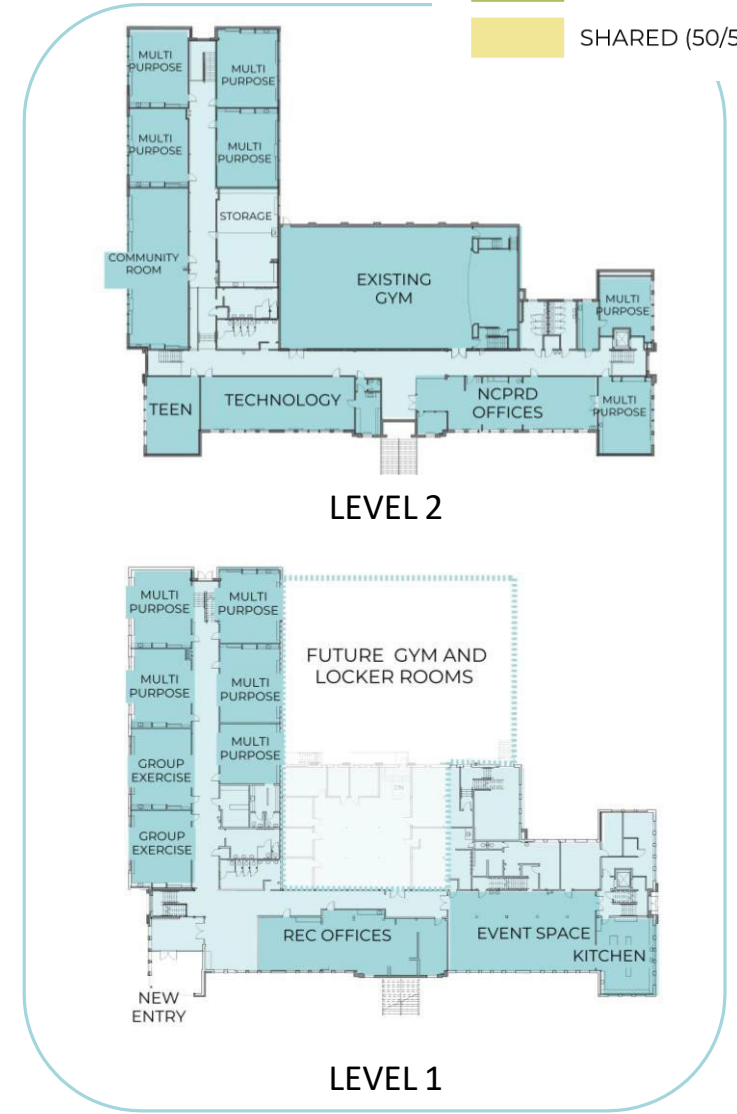 SHARED (50/5
MULTI
PURPOSE
MULTI
PURPOSE
MULTI
PURPOSE
MULTI
PURPOSE
STORAGE
COMMUNITY
ROOM
EXISTING
GYM
MULTI
PURPOSE
TEEN
TECHNOLOGY
NCPRD
OFFICES
MULTI
PURPOSE
LEVEL 2
MULTI
PURPOSE
MULTI
PURPOSE
FUTURE GYM AND
LOCKER ROOMS
MULTI
PURPOSE
MULTI
PURPOSE
MULTI
PURPOSE
GROUP
EXERCISE
GROUP
EXERCISE
REC OFFICES
EVENT SPACE
KITCHEN
NEW
ENTRY
LEVEL 1